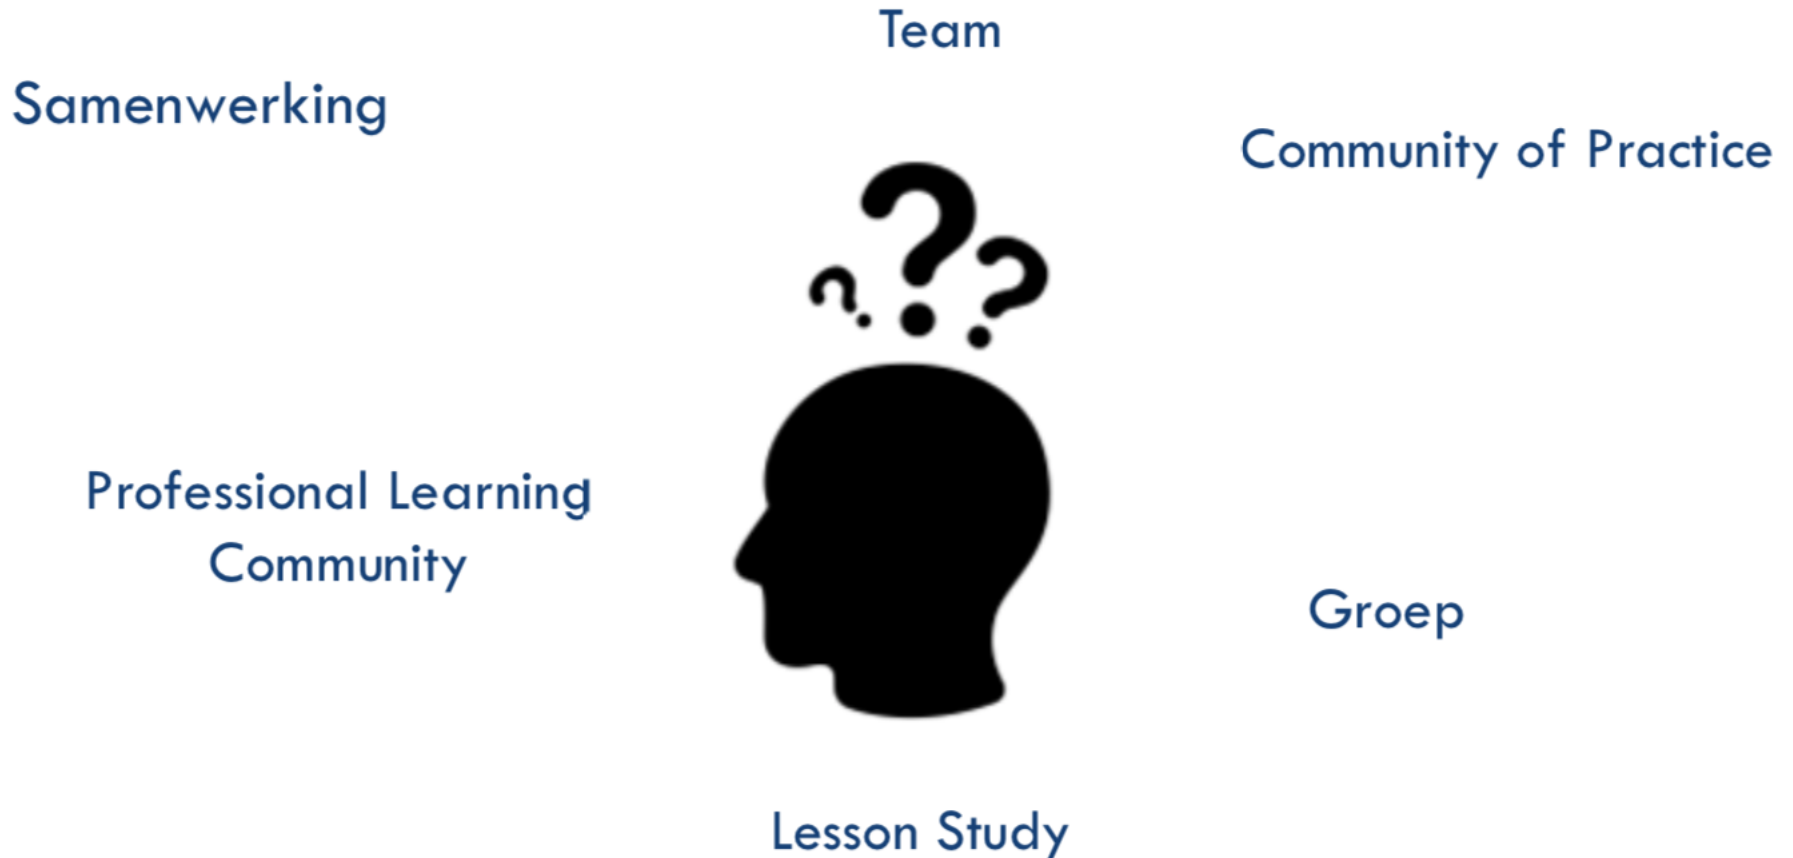 Team
Samenwerking
Community of Practice
Professional Learning
Community
Groep
Lesson Study